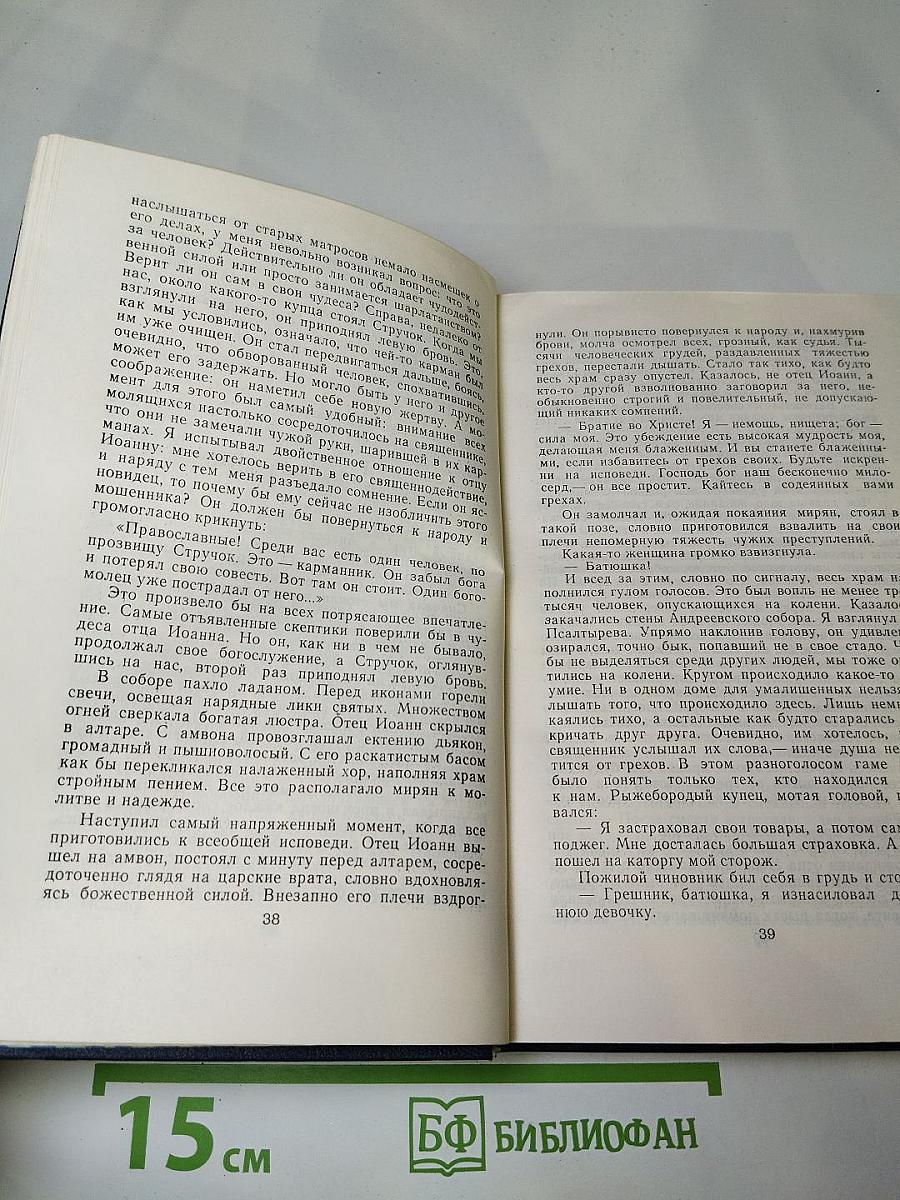 наслышаться от старых матросов немало насмешек о
его делах, у меня невольно возникал вопрос: что это
за человек? Действительно ли он обладает чудодейст-
венной силой или просто занимается шарлатанством?
Верит ли он сам в свои чудеса? Справа, недалеко от
нас, около какого-то купца стоял Стручок. Когда мы
взглянули на него, он приподнял левую бровь. Это,
как мы условились, означало, что чей-то карман был
им уже очищен. Он стал передвигаться дальше, боясь,
очевидно, что обворованный человек, спохватившись,
может его задержать. Но могло быть у него и другое
соображение: он наметил себе новую жертву. А мо-
мент для этого был самый удобный: внимание всех
молящихся настолько сосредоточилось на священнике,
что они не замечали чужой руки, шарившей в их кар-
манах. Я испытывал двойственное отношение к отцу
Иоанну: мне хотелось верить в его священнодействие,
и наряду с тем меня разъедало сомнение. Если он яс-
новидец, то почему бы ему сейчас не изобличить этого
мошенника? Он должен бы повернуться к народу и
громогласно крикнуть:
«Православные! Среди вас есть один человек, по
прозвищу Стручок. Это — карманник. Он забыл бога
и потерял свою совесть. Вот там он стоит. Один бого-
молец уже пострадал от него...»
Это произвело бы на всех потрясающее впечатле-
ние. Самые отъявленные скептики поверили бы в чу-
деса отца Иоанна. Но он, как ни в чем не бывало,
продолжал свое богослужение, а Стручок, оглянув-
шись на нас, второй раз приподнял левую бровь.
В соборе пахло ладаном. Перед иконами горели
свечи, освещая нарядные лики святых. Множеством
огней сверкала богатая люстра. Отец Иоанн скрылся
в алтаре. С амвона провозглашал ектению дьякон,
громадный и пышноволосый. С его раскатистым басом
как бы перекликался налаженный хор, наполняя храм
стройным пением. Все это располагало мирян к мо-
литве и надежде.
Наступил самый напряженный момент, когда все
приготовились к всеобщей исповеди. Отец Иоанн вы-
шел на амвон, постоял с минуту перед алтарем, сосре-
доточенно глядя на царские врата, словно вдохновля-
ясь божественной силой. Внезапно его плечи вздрог-
38
нули. Он порывисто повернулся к народу и, нахмурив
брови, молча осмотрел всех, грозный, как судья. Ты-
сячи человеческих грудей, раздавленных тяжестью
грехов, перестали дышать. Стало так тихо, как будто
весь храм сразу опустел. Казалось, не отец Иоанн, а
кто-то другой взволнованно заговорил за него, не-
обыкновенно строгий и повелительный, не допускаю-
щий никаких сомнений.
— Братие во Христе! Я — немощь, нищета; бог —
сила моя. Это убеждение есть высокая мудрость моя,
делающая меня блаженным. И вы станете блаженны-
ми, если избавитесь от грехов своих. Будьте искрен-
ни на исповеди. Господь бог наш бесконечно мило-
серд,— он все простит. Кайтесь в содеянных вами
грехах.
Он замолчал и, ожидая покаяния мирян, стоял в
такой позе, словно приготовился взвалить на свои
плечи непомерную тяжесть чужих преступлений.
Какая-то женщина громко взвизгнула.
— Батюшка!
И вслед за этим, словно по сигналу, весь храм на
полнился гулом голосов. Это был вопль не менее тре
тысяч человек, опускающихся на колени. Казало
закачались стены Андреевского собора. Я взглянул
Псалтырева. Упрямо наклонив голову, он удивлен
озирался, точно бык, попавший не в свое стадо. Ч
бы не выделяться среди других людей, мы тоже о
тились на колени. Кругом происходило какое-то
умие. Ни в одном доме для умалишенных нельзя
лышать того, что происходило здесь. Лишь нем
каялись тихо, а остальные как будто старались
кричать друг друга. Очевидно, им хотелось,
священник услышал их слова,— иначе душа не
тится от грехов. В этом разноголосом гаме
было понять только тех, кто находился
к нам. Рыжебородый купец, мотая головой,
вался:
— Я застраховал свои товары, а потом сам
поджег. Мне досталась большая страховка. А
пошел на каторгу мой сторож.
Пожилой чиновник бил себя в грудь и сто
— Грешник, батюшка, я изнасиловал
нюю девочку.
39
15 см
БФ БИБЛИОФАН